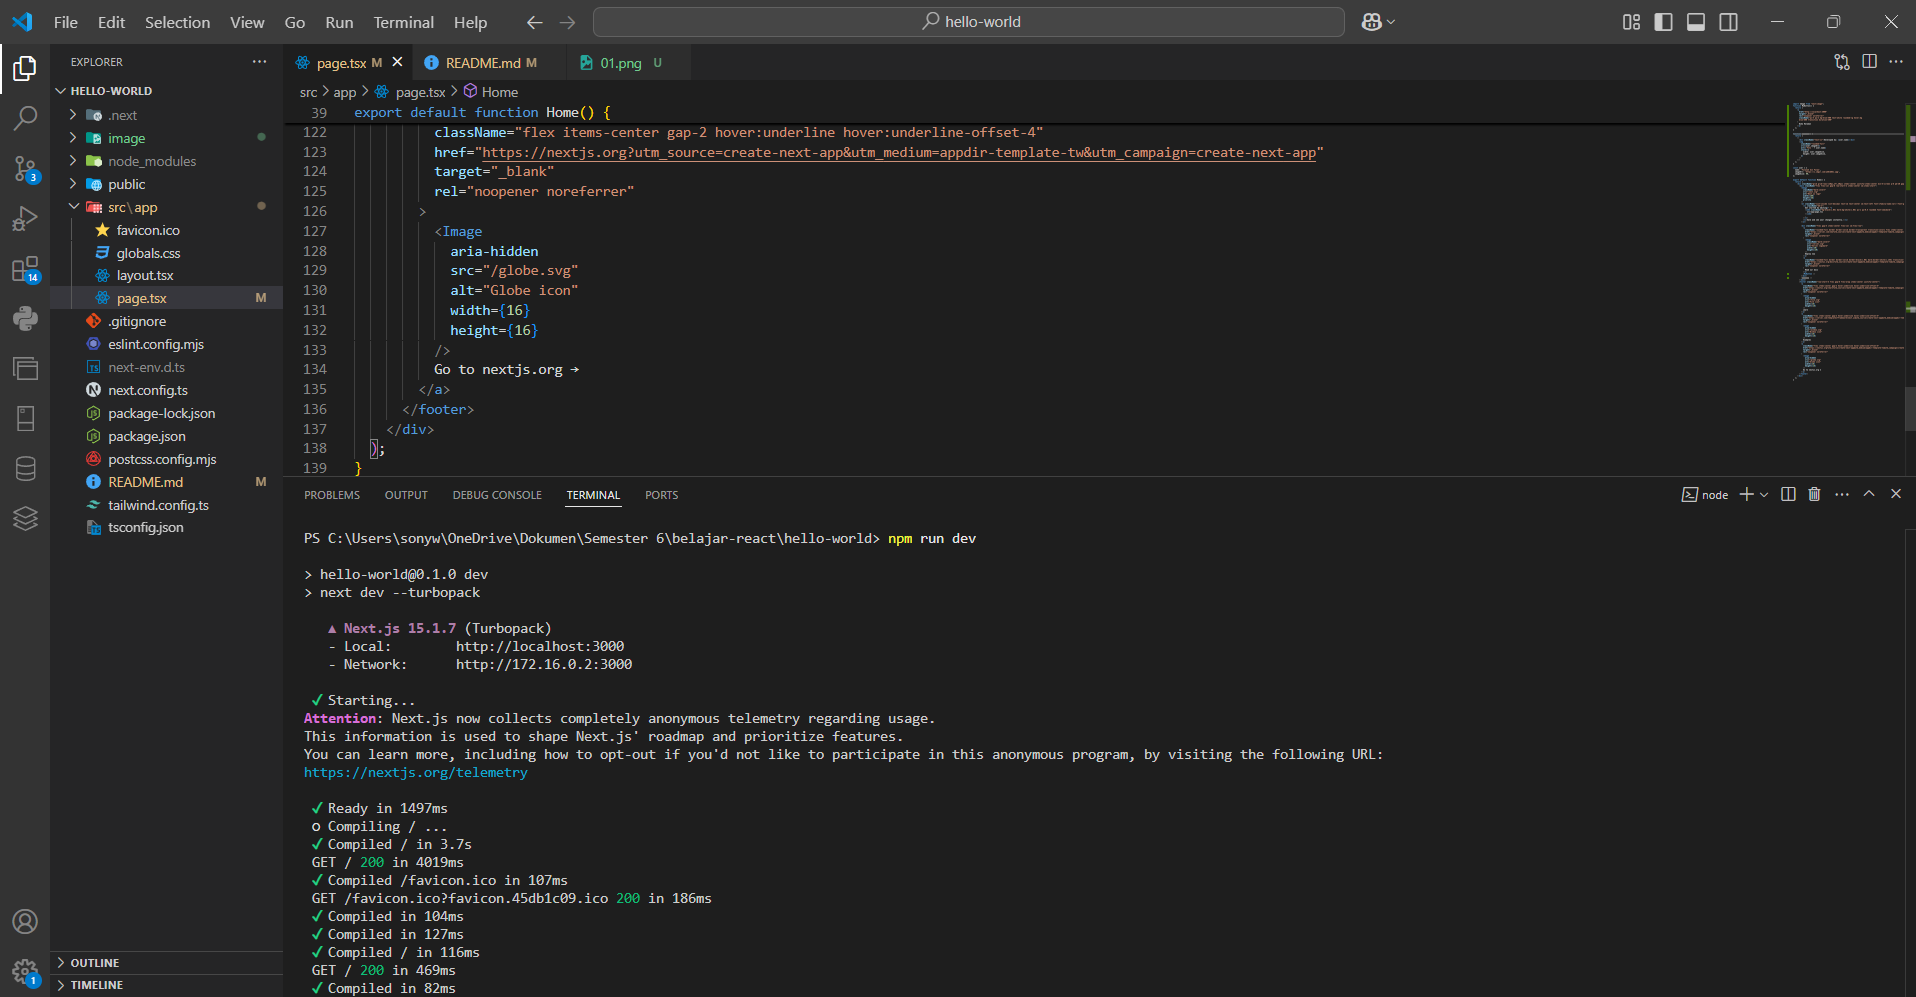 File Edit Selection View Go Run Terminal Help
hello-world
EXPLORER
HELLO-WORLD
.next
image
node_modules
public
src\app
favicon.ico
globals.css
layout.tsx
page.tsx M
.gitignore
eslint.config.mjs
next-env.d.ts
next.config.ts
package-lock.json
package.json
postcss.config.mjs
README.md M
tailwind.config.ts
tsconfig.json
OUTLINE
TIMELINE
3
14
1
page.tsx M
README.md M
01.png U
src > app > page.tsx > Home
39 export default function Home() {
122 className="flex items-center gap-2 hover:underline hover:underline-offset-4"
123 href="https://nextjs.org?utm_source=create-next-app&utm_medium=appdir-template-tw&utm_campaign=create-next-app"
124 target="_blank"
125 rel="noopener noreferrer"
126 >
127 <Image
128 aria-hidden
129 src="/globe.svg"
130 alt="Globe icon"
131 width={16}
132 height={16}
133 />
134 Go to nextjs.org →
135 </a>
136 </footer>
137 </div>
138 );
139 }
PROBLEMS OUTPUT DEBUG CONSOLE TERMINAL PORTS
node
PS C:\Users\sonyw\OneDrive\Dokumen\Semester 6\belajar-react\hello-world> npm run dev
> hello-world@0.1.0 dev
> next dev --turbopack
▲ Next.js 15.1.7 (Turbopack)
- Local: http://localhost:3000
- Network: http://172.16.0.2:3000
✓ Starting...
Attention: Next.js now collects completely anonymous telemetry regarding usage.
This information is used to shape Next.js' roadmap and prioritize features.
You can learn more, including how to opt-out if you'd not like to participate in this anonymous program, by visiting the following URL:
https://nextjs.org/telemetry
✓ Ready in 1497ms
○ Compiling / ...
✓ Compiled / in 3.7s
GET / 200 in 4019ms
✓ Compiled /favicon.ico in 107ms
GET /favicon.ico?favicon.45db1c09.ico 200 in 186ms
✓ Compiled in 104ms
✓ Compiled in 127ms
✓ Compiled / in 116ms
GET / 200 in 469ms
✓ Compiled in 82ms